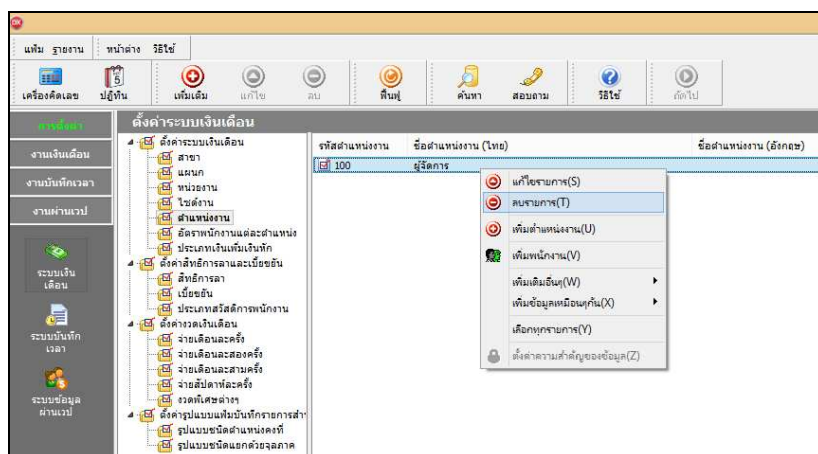 แฟ้ม รายงาน หน้าต่าง วิธีใช้
เครื่องคิดเลข ปฏิทิน เพิ่มเติม แก้ไข ลบ ฟื้นฟู ค้นหา สอบถาม วิธีใช้ ถัดไป
การตั้งค่า
งานเงินเดือน
งานบันทึกเวลา
งานผ่านเวป
ระบบเงิน
เดือน
ระบบบันทึก
เวลา
ระบบข้อมูล
ผ่านเวป
ตั้งค่าระบบเงินเดือน
ตั้งค่าระบบเงินเดือน
สาขา
แผนก
หน่วยงาน
ไซต์งาน
ตำแหน่งงาน
อัตราพนักงานแต่ละตำแหน่ง
ประเภทเงินเพิ่มเงินหัก
ตั้งค่าสิทธิการลาและเบี้ยขยัน
สิทธิการลา
เบี้ยขยัน
ประเภทสวัสดิการพนักงาน
ตั้งค่างวดเงินเดือน
จ่ายเดือนละครั้ง
จ่ายเดือนละสองครั้ง
จ่ายเดือนละสามครั้ง
จ่ายสัปดาห์ละครั้ง
งวดพิเศษต่างๆ
ตั้งค่ารูปแบบแฟ้มบันทึกรายการสำ
รูปแบบชนิดตำแหน่งคงที่
รูปแบบชนิดแยกด้วยจุลภาค
รหัสตำแหน่งงาน ชื่อตำแหน่งงาน (ไทย) ชื่อตำแหน่งงาน (อังกฤษ)
100 ผู้จัดการ
แก้ไขรายการ(S)
ลบรายการ(T)
เพิ่มตำแหน่งงาน(U)
เพิ่มพนักงาน(V)
เพิ่มเติมอื่นๆ(W)
เพิ่มข้อมูลเหมือนๆกัน(X)
เลือกทุกรายการ(Y)
ตั้งค่าความสำคัญของข้อมูล(Z)